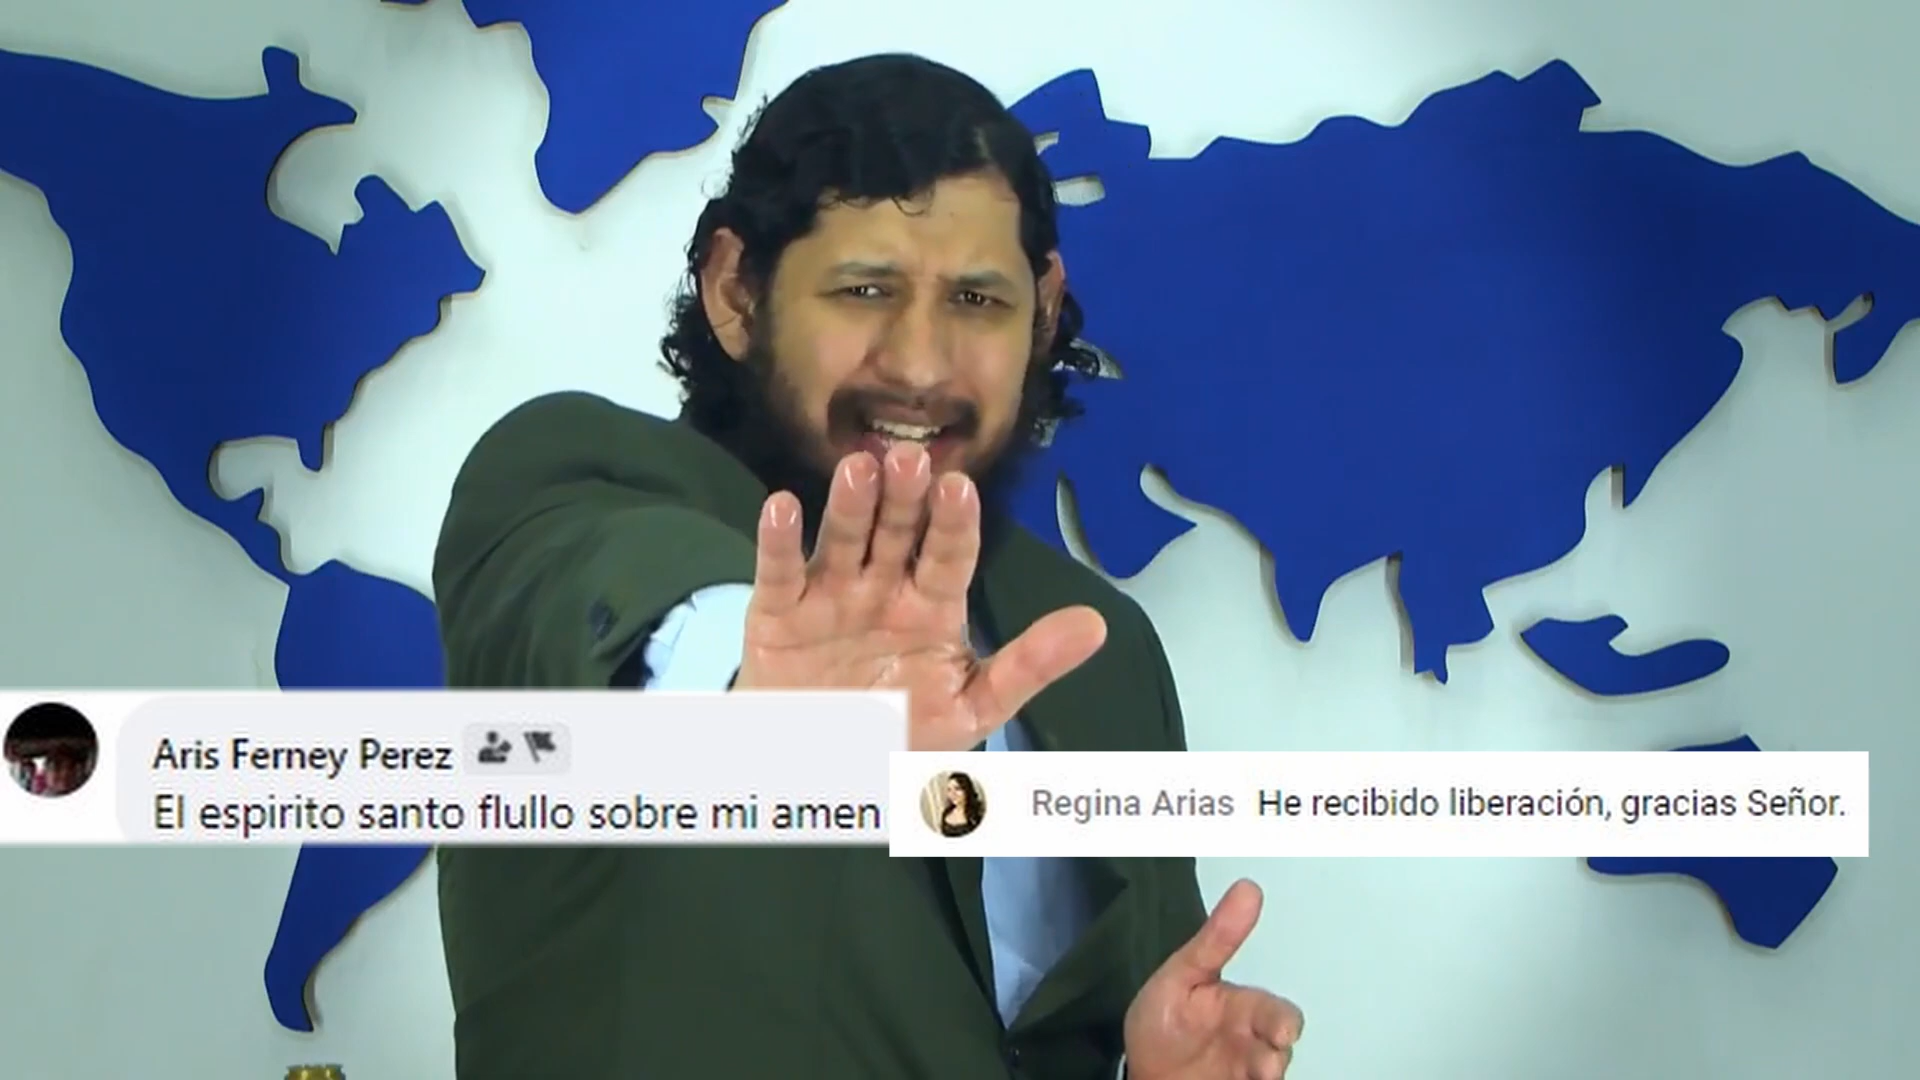 Aris Ferney Perez
El espirito santo flullo sobre mi amen
Regina Arias He recibido liberación, gracias Señor.